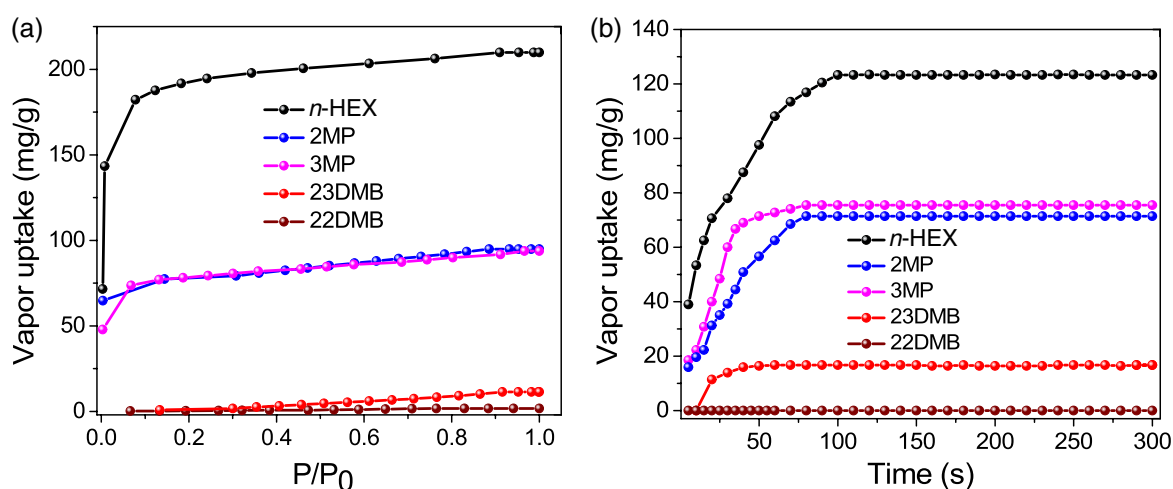 (a)
Vapor uptake (mg/g)
200
150
100
50
0
n-HEX
2MP
3MP
23DMB
22DMB
0.0 0.2 0.4 0.6 0.8 1.0
P/P0
(b)
Vapor uptake (mg/g)
140
120
100
80
60
40
20
0
n-HEX
2MP
3MP
23DMB
22DMB
50 100 150 200 250 300
Time (s)